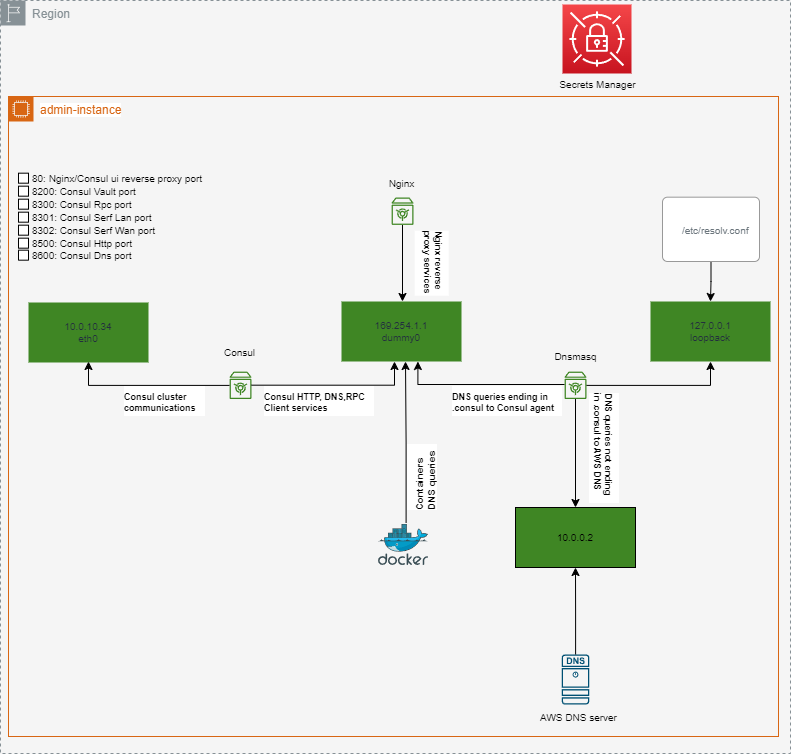 Region
Secrets Manager
admin-instance
80: Nginx/Consul ui reverse proxy port
8200: Consul Vault port
8300: Consul Rpc port
8301: Consul Serf Lan port
8302: Consul Serf Wan port
8500: Consul Http port
8600: Consul Dns port
Nginx
Nginx reverse
proxy services
/etc/resolv.conf
10.0.10.34
eth0
169.254.1.1
dummy0
127.0.0.1
loopback
Consul
Dnsmasq
Consul cluster
communications
Consul HTTP, DNS,RPC
Client services
DNS queries ending in
.consul to Consul agent
DNS queries not ending
in .consul to AWS DNS
Containers
DNS queries
docker
10.0.0.2
DNS
AWS DNS server